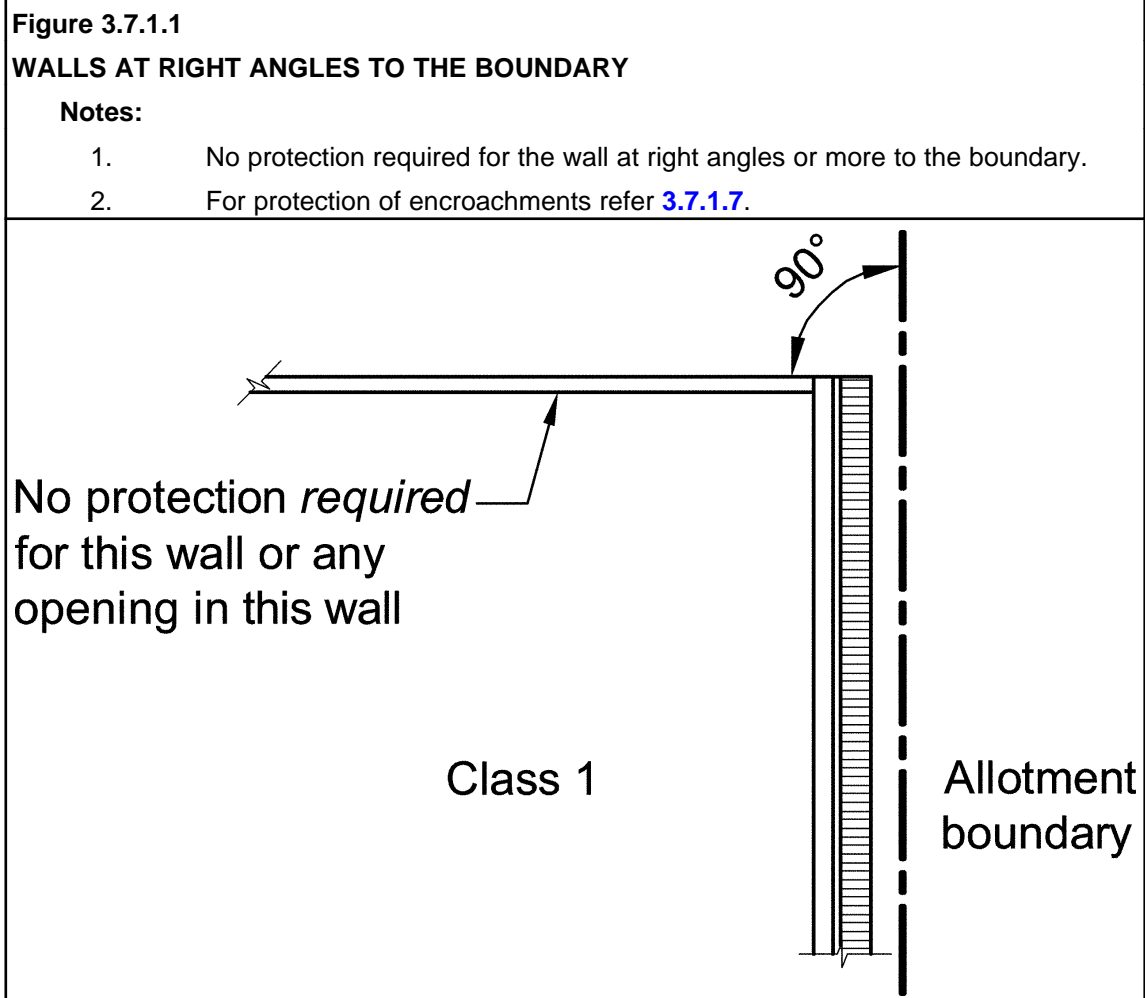 Figure 3.7.1.1
WALLS AT RIGHT ANGLES TO THE BOUNDARY
Notes:
1. No protection required for the wall at right angles or more to the boundary.
2. For protection of encroachments refer 3.7.1.7.
90°
No protection required
for this wall or any
opening in this wall
Class 1
Allotment
boundary